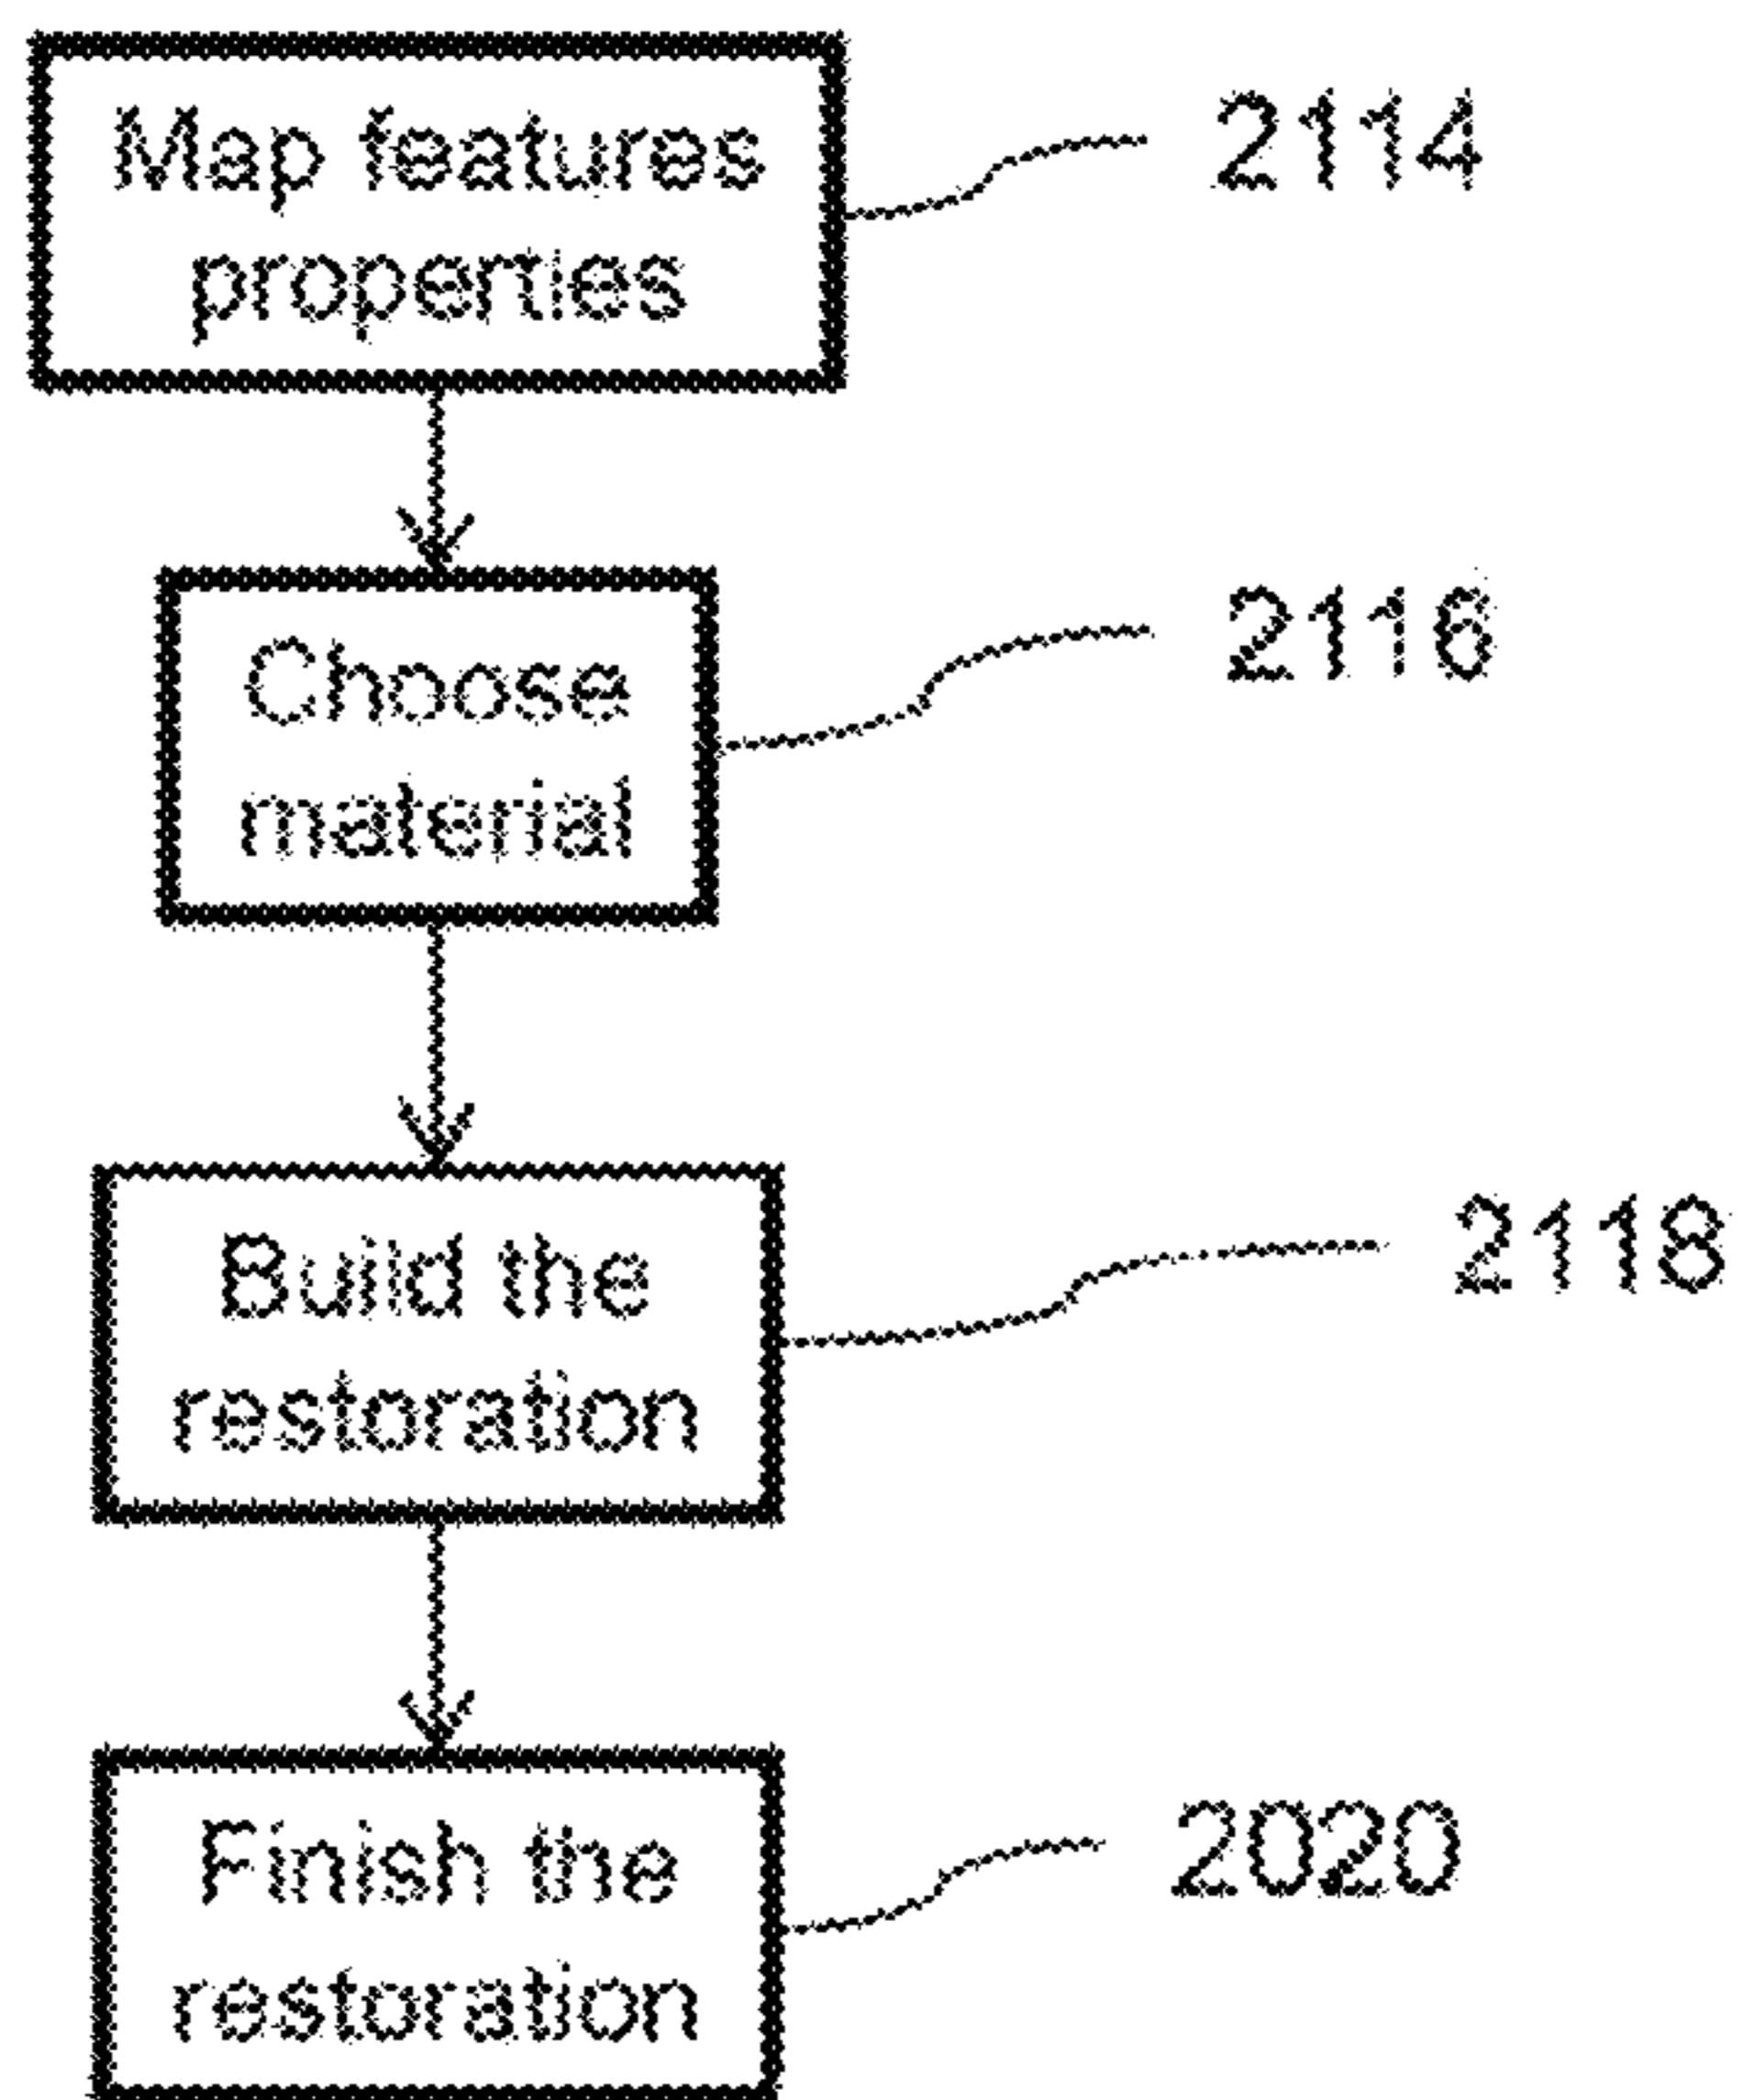 Map features
properties
2114
Choose
material
2116
Build the
restoration
2118
Finish the
restoration
2020